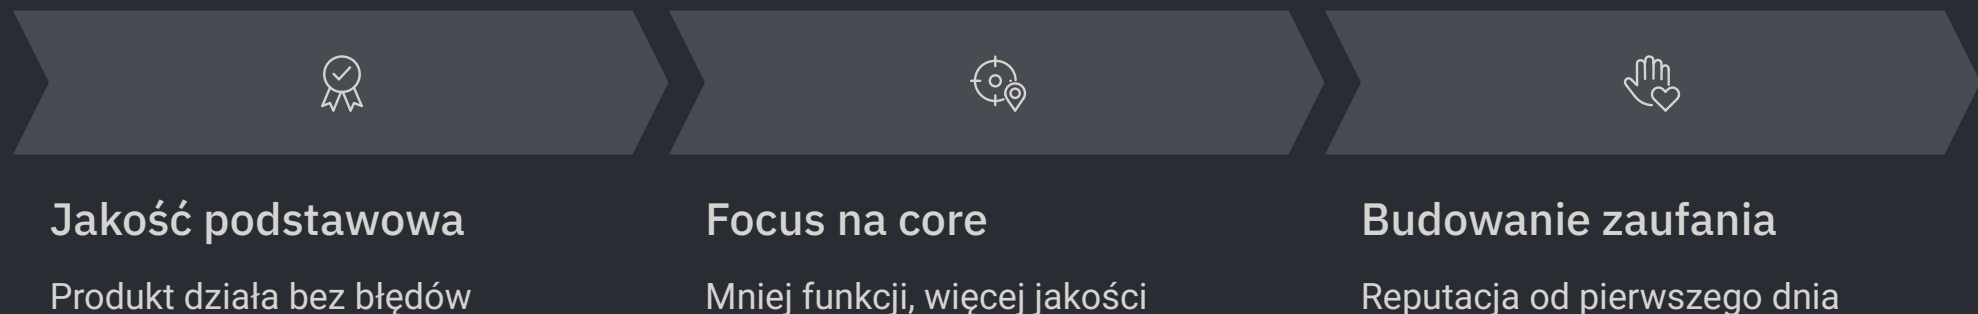 Jakość podstawowa
Produkt działa bez błędów
Focus na core
Mniej funkcji, więcej jakości
Budowanie zaufania
Reputacja od pierwszego dnia